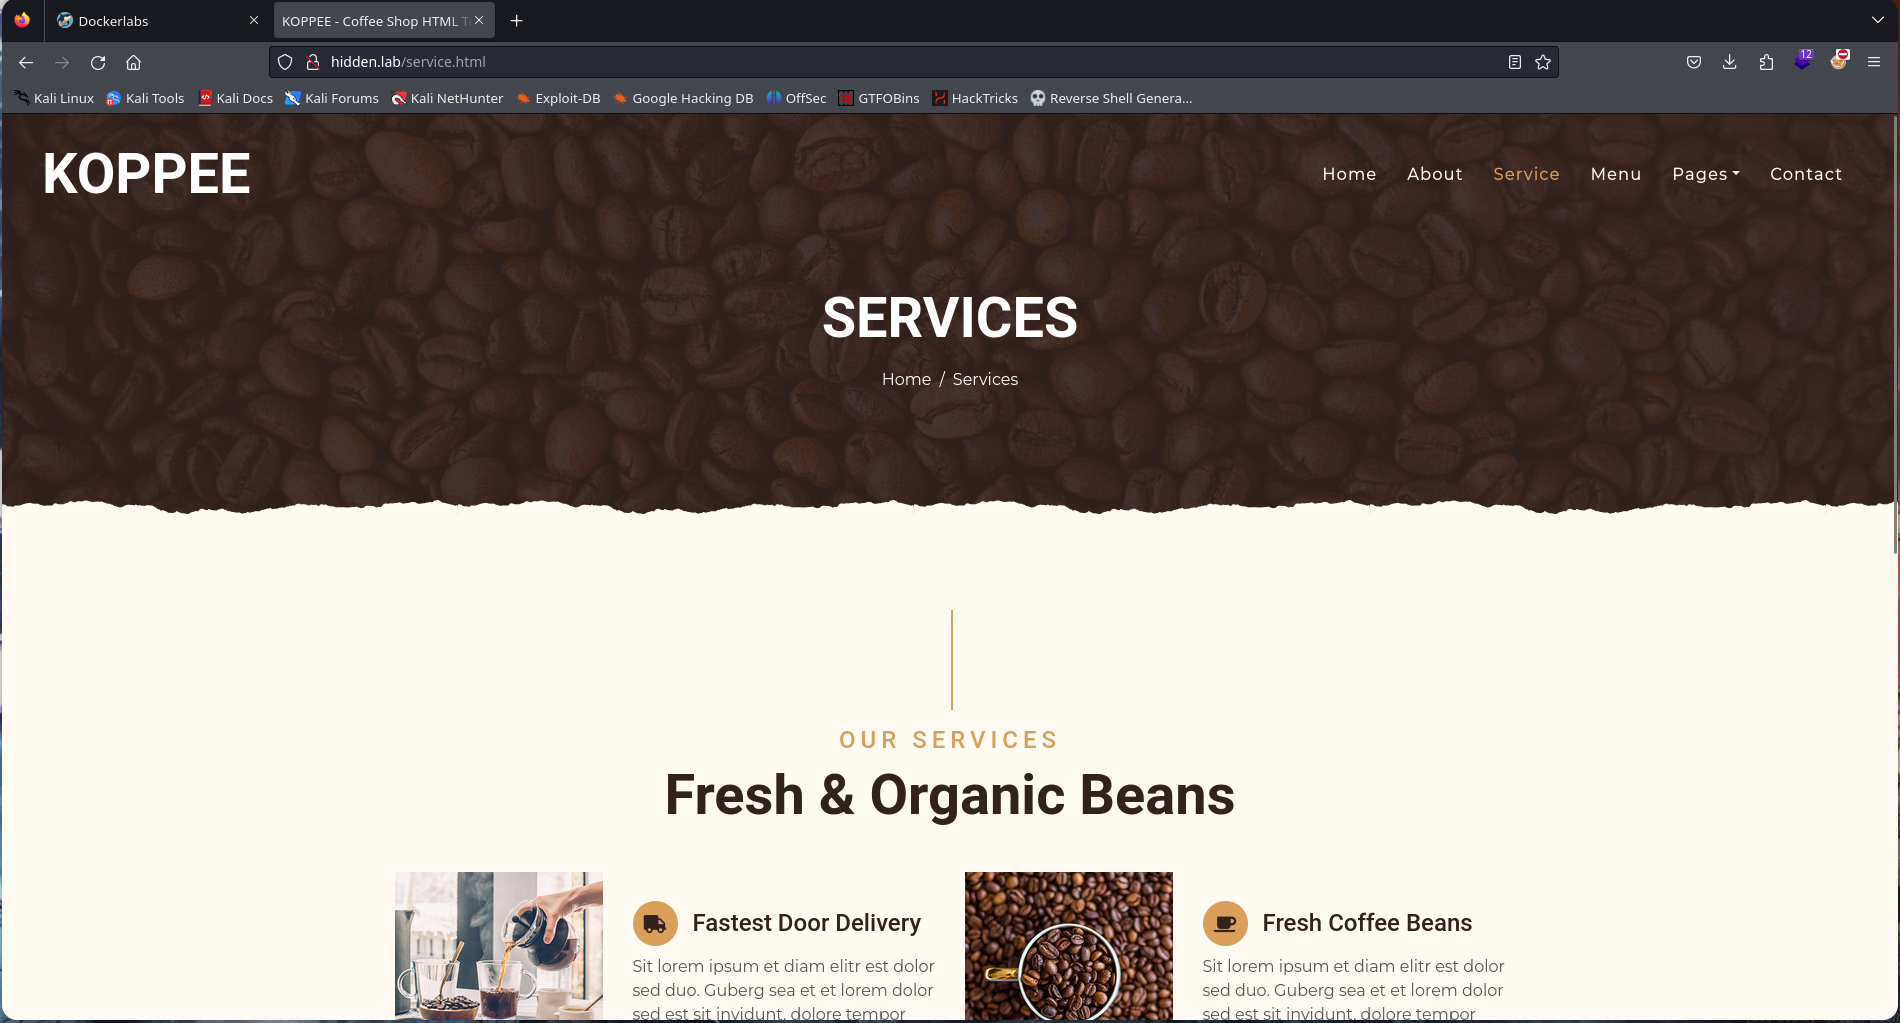 Dockerlabs
KOPPEE - Coffee Shop HTML T
hidden.lab/service.html
12
Kali Linux Kali Tools Kali Docs Kali Forums Kali NetHunter Exploit-DB Google Hacking DB OffSec GTFOBins HackTricks Reverse Shell Genera...
KOPPEE
Home About Service Menu Pages Contact
SERVICES
Home / Services
OUR SERVICES
Fresh & Organic Beans
Fastest Door Delivery
Sit lorem ipsum et diam elitr est dolor
sed duo. Guberg sea et et lorem dolor
sed est sit invidunt, dolore tempor
Fresh Coffee Beans
Sit lorem ipsum et diam elitr est dolor
sed duo. Guberg sea et et lorem dolor
sed est sit invidunt, dolore tempor